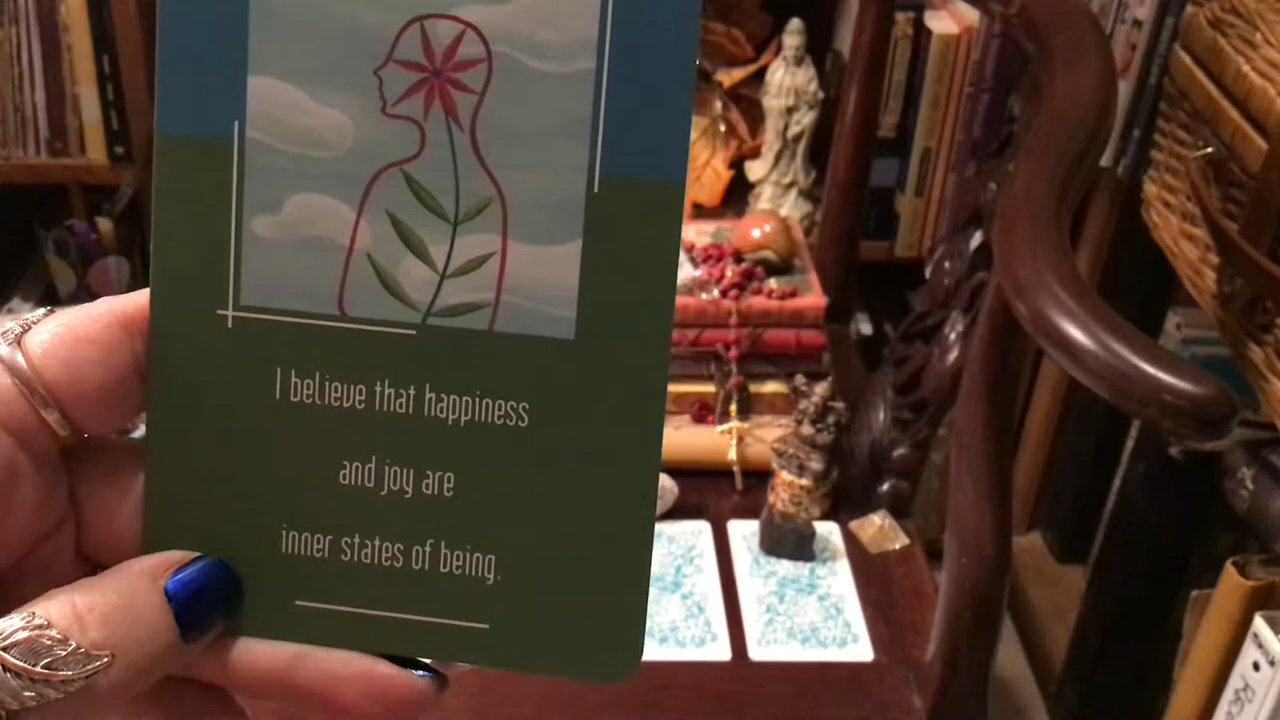 I believe that happiness
and joy are
inner states of being.